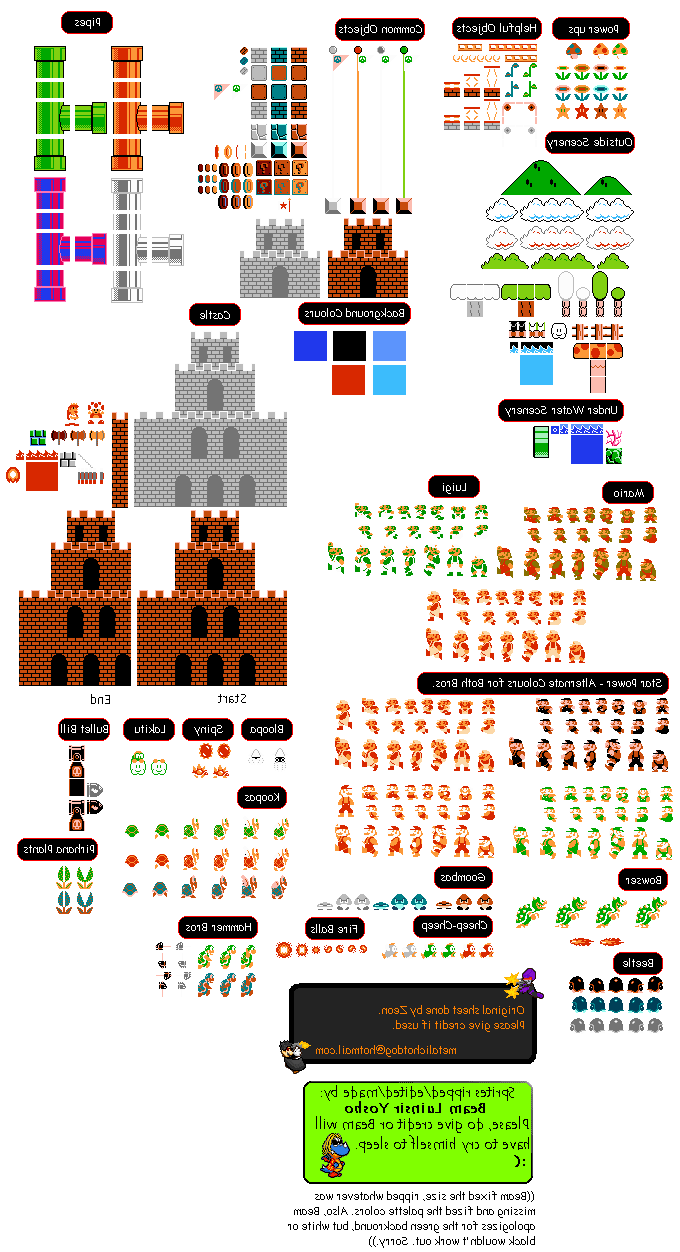 Power ups
Helpful Objects
Common Objects
Pipes
Outside Scenery
Background Colours
Castle
Under Water Scenery
Mario
Luigi
Star Power - Alternate Colours for Both Bros.
Start
End
Bloopa
Spiny
Lakitu
Bullet Bill
Koopas
Pirhana Plants
Bowser
Goombas
Cheep-Cheep
Fire Balls
Hammer Bros
Beetle
Original sheet done by Zeon.
Please give credit if used.
metalichotdog@hotmail.com
Sprites ripped/edited/made by:
Beam Luinsir Yosho
Please, do give credit or Beam will
have to cry himself to sleep.
:(
((Beam fixed the size, ripped whatever was
missing and fized the palette colors. Also, Beam
apologizes for the green backround, but white or
black wouldn't work out. Sorry.))